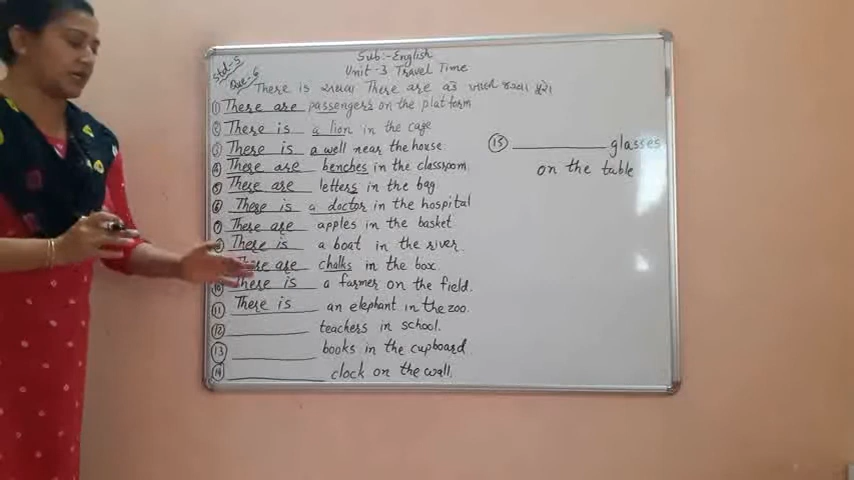 Std-5
Sub:- English
Unit-3 Travel Time
Que:-6
There is અથવા There are વડે ખાલી જગ્યા પૂરો
① There are passengers on the platform
② There is a lion in the cage
③ There is a well near the house.
④ There are benches in the classroom
⑤ There are letters in the bag
⑥ There is a doctor in the hospital
⑦ There are apples in the basket
There is a boat in the river.
There are chalks in the box.
⑩ There is a farmer on the field.
⑪ There is an elephant in the zoo.
⑫ ________ teachers in school.
⑬ ________ books in the cupboard
⑭ ________ clock on the wall.
⑮ ________ glasses
on the table